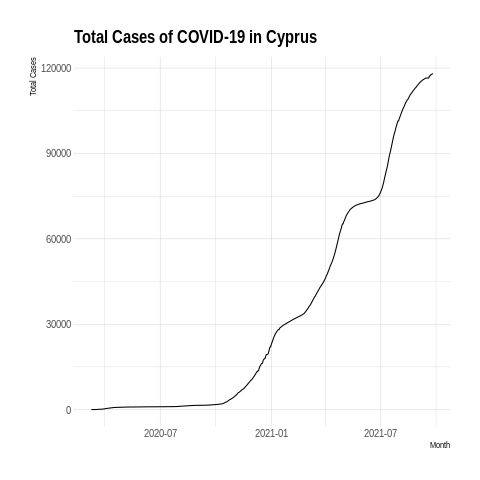 Total Cases of COVID-19 in Cyprus
Total Cases
120000
90000
60000
30000
0
2020-07
2021-01
2021-07
Month